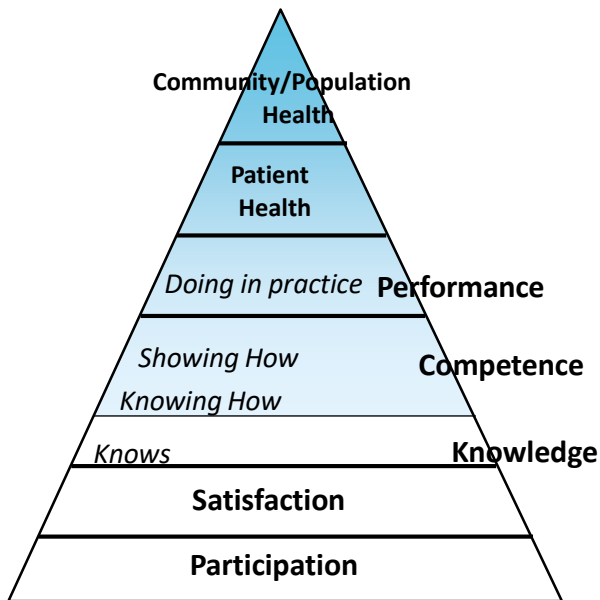 Community/Population
Health
Patient
Health
Doing in practice Performance
Showing How Competence
Knowing How
Knows Knowledge
Satisfaction
Participation